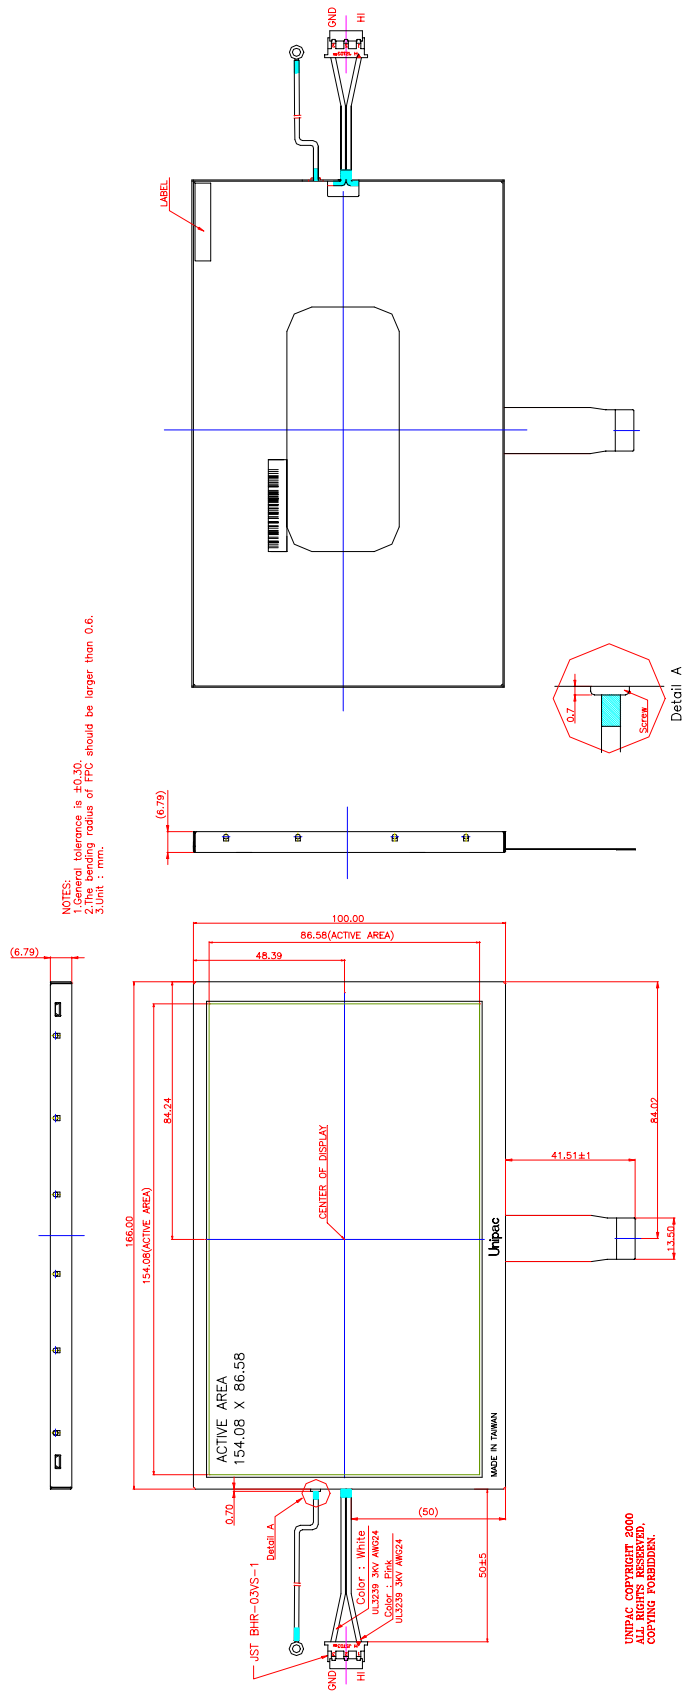 GND
HI
LABEL
NOTES:
1.General tolerance is ±0.30.
2.The bending radius of FPC should be larger than 0.6.
3.Unit : mm.
0.7
Screw
Detail A
(6.79)
(6.79)
100.00
86.58(ACTIVE AREA)
48.39
84.24
166.00
154.08(ACTIVE AREA)
CENTER OF DISPLAY
84.02
41.51±1
13.50
Unipac
ACTIVE AREA
154.08 X 86.58
MADE IN TAIWAN
0.70
Detail A
(50)
50±5
JST BHR-03VS-1
Color : White
UL3239 3KV AWG24
Color : Pink
UL3239 3KV AWG24
GND
HI
UNIPAC COPYRIGHT 2000
ALL RIGHTS RESERVED,
COPYING FORBIDDEN.